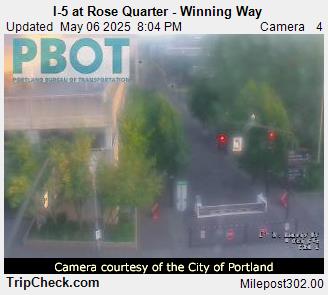 I-5 at Rose Quarter - Winning Way
Updated May 06 2025 8:04 PM Camera 4
PBOT
PORTLAND BUREAU OF TRANSPORTATION
Camera courtesy of the City of Portland
TripCheck.com Milepost302.00